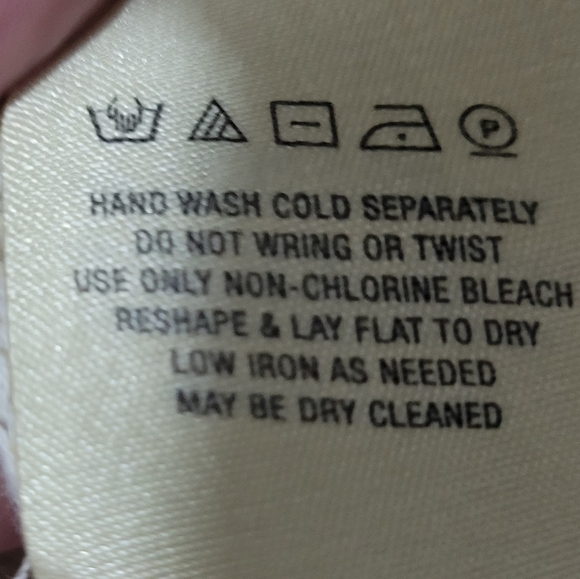 P
HAND WASH COLD SEPARATELY
DO NOT WRING OR TWIST
USE ONLY NON-CHLORINE BLEACH
RESHAPE & LAY FLAT TO DRY
LOW IRON AS NEEDED
MAY BE DRY CLEANED